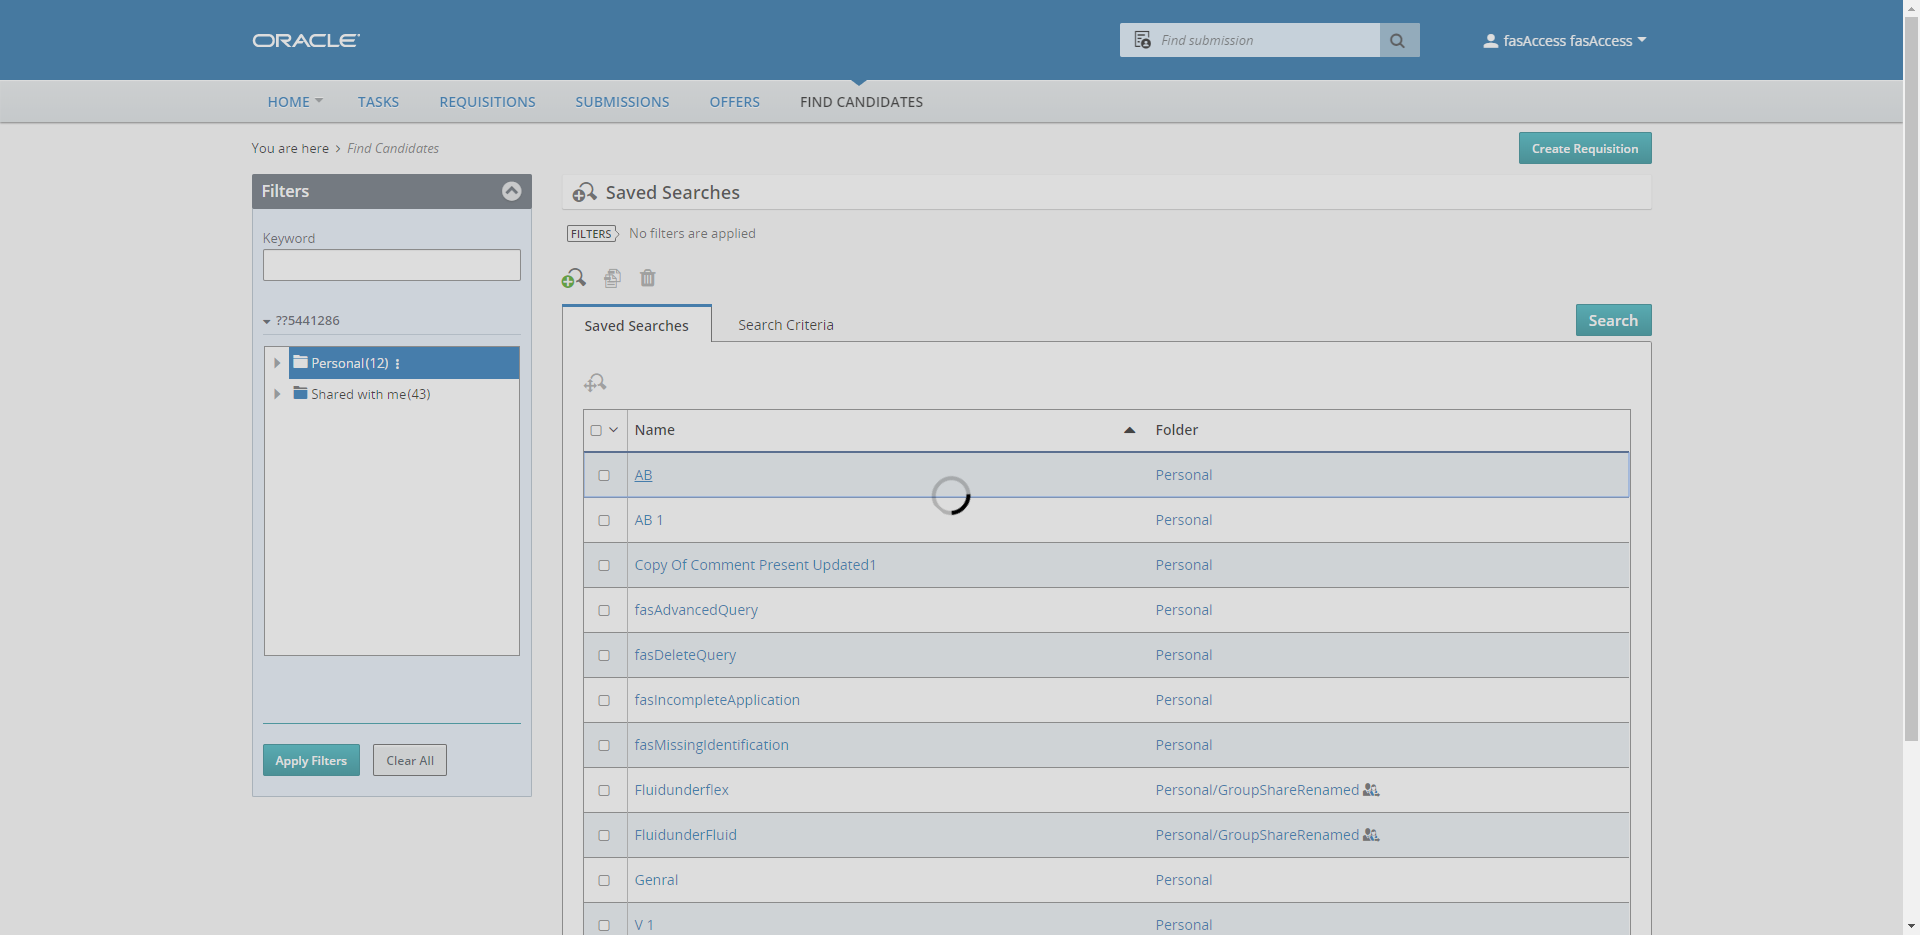 ORACLE
Find submission
fasAccess fasAccess
HOME TASKS REQUISITIONS SUBMISSIONS OFFERS FIND CANDIDATES
You are here › Find Candidates
Create Requisition
Filters
Keyword
??5441286
Personal(12)
Shared with me(43)
Apply Filters
Clear All
Saved Searches
FILTERS No filters are applied
Saved Searches
Search Criteria
Search
Name Folder
AB Personal
AB 1 Personal
Copy Of Comment Present Updated1 Personal
fasAdvancedQuery Personal
fasDeleteQuery Personal
fasIncompleteApplication Personal
fasMissingIdentification Personal
Fluidunderflex Personal/GroupShareRenamed
FluidunderFluid Personal/GroupShareRenamed
Genral Personal
V 1 Personal